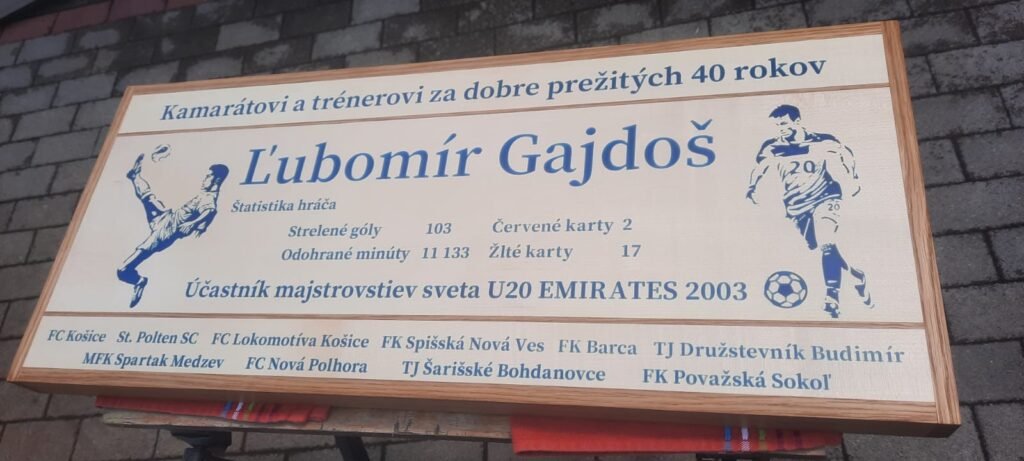 Kamarátovi a trénerovi za dobre prežitých 40 rokov
Ľubomír Gajdoš
Štatistika hráča
Strelené góly 103 Červené karty 2
Odohrané minúty 11 133 Žlté karty 17
20
20
Účastník majstrovstiev sveta U20 EMIRATES 2003
FC Košice St. Polten SC FC Lokomotíva Košice FK Spišská Nová Ves FK Barca TJ Družstevník Budimír
MFK Spartak Medzev FC Nová Polhora TJ Šarišské Bohdanovce FK Považská Sokoľ